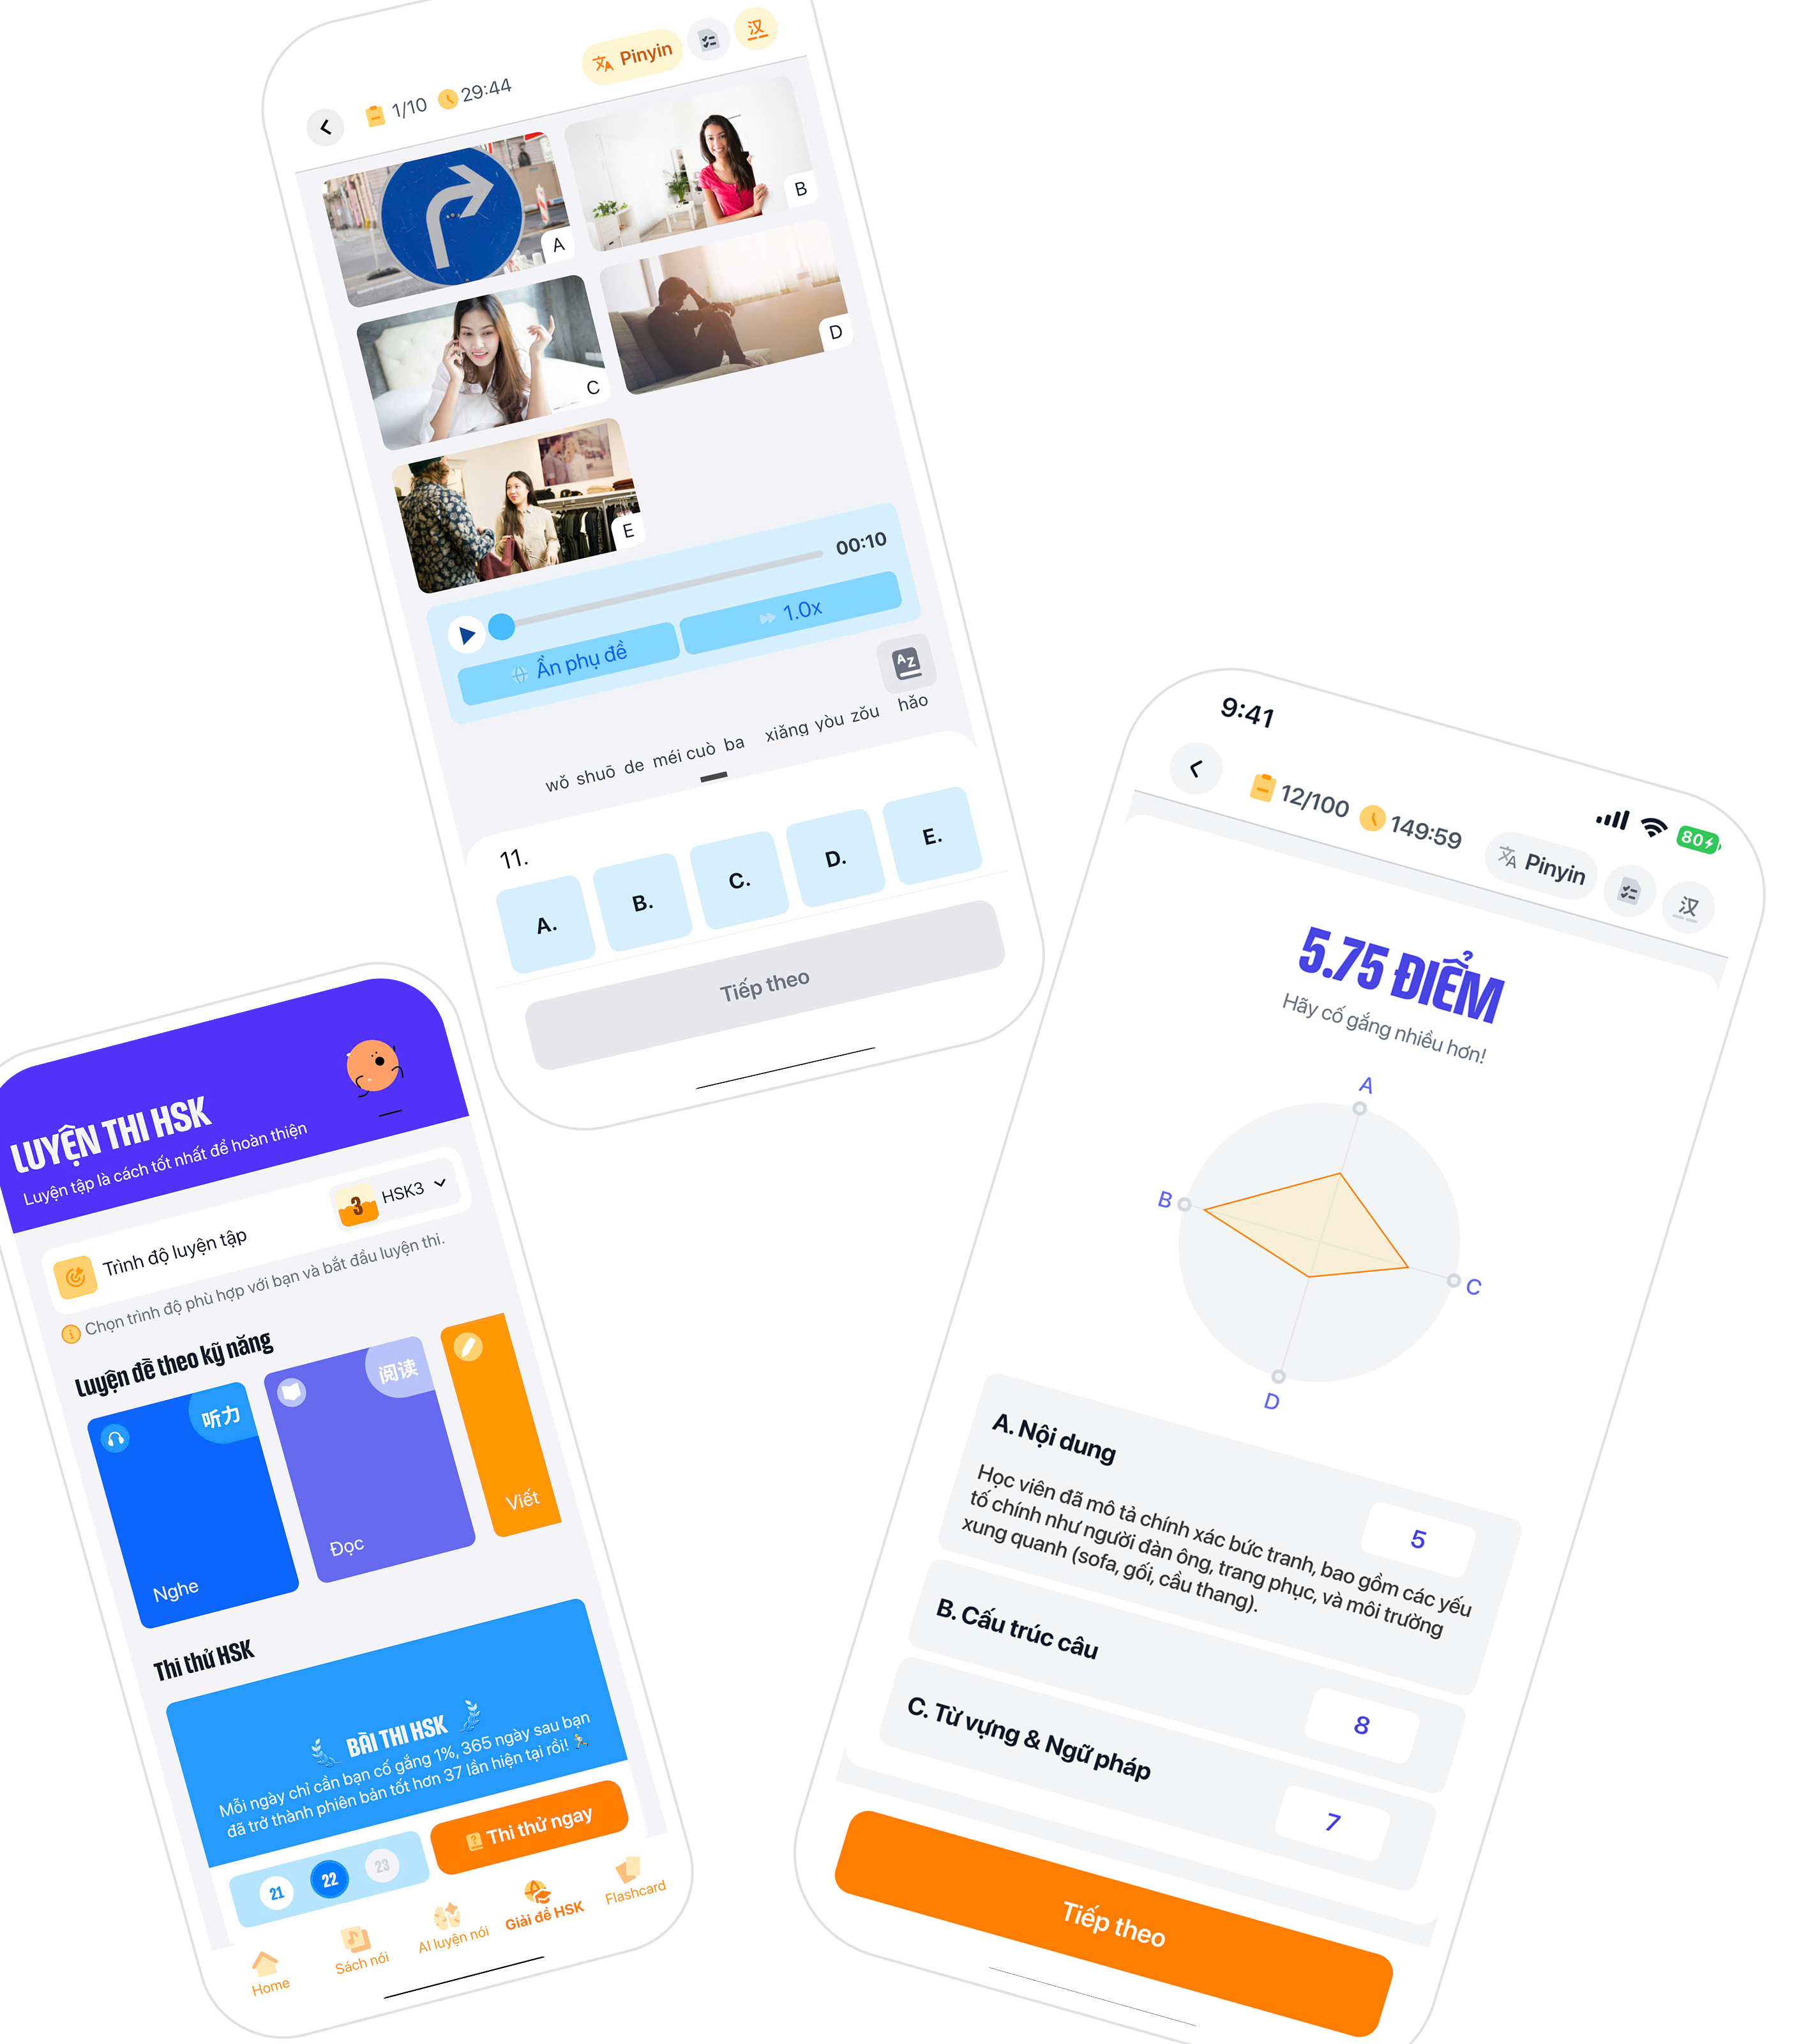 1/10
29:44
Pinyin
汉
A
B
C
D
E
00:10
Ẩn phụ đề
1.0x
AZ
wǒ shuō de méi cuò ba xiǎng yòu zǒu hǎo
11.
A.
B.
C.
D.
E.
Tiếp theo
LUYỆN THI HSK
Luyện tập là cách tốt nhất để hoàn thiện
Trình độ luyện tập
3
HSK3
Chọn trình độ phù hợp với bạn và bắt đầu luyện thi.
Luyện đề theo kỹ năng
听力
Nghe
阅读
Đọc
Viết
Thi thử HSK
BÀI THI HSK
Mỗi ngày chỉ cần bạn cố gắng 1%, 365 ngày sau bạn
đã trở thành phiên bản tốt hơn 37 lần hiện tại rồi!
21
22
23
Thi thử ngay
Home
Sách nói
AI luyện nói
Giải đề HSK
Flashcard
9:41
80
12/100
149:59
Pinyin
汉
5.75 ĐIỂM
Hãy cố gắng nhiều hơn!
A
B
C
D
A. Nội dung
5
Học viên đã mô tả chính xác bức tranh, bao gồm các yếu
tố chính như người đàn ông, trang phục, và môi trường
xung quanh (sofa, gối, cầu thang).
B. Cấu trúc câu
8
C. Từ vựng & Ngữ pháp
7
Tiếp theo